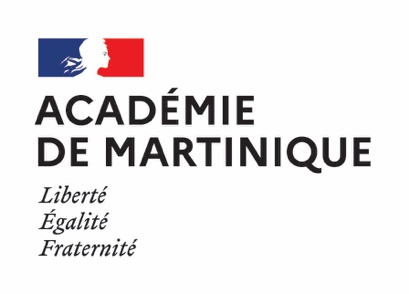 ACADÉMIE
DE MARTINIQUE
Liberté
Égalité
Fraternité